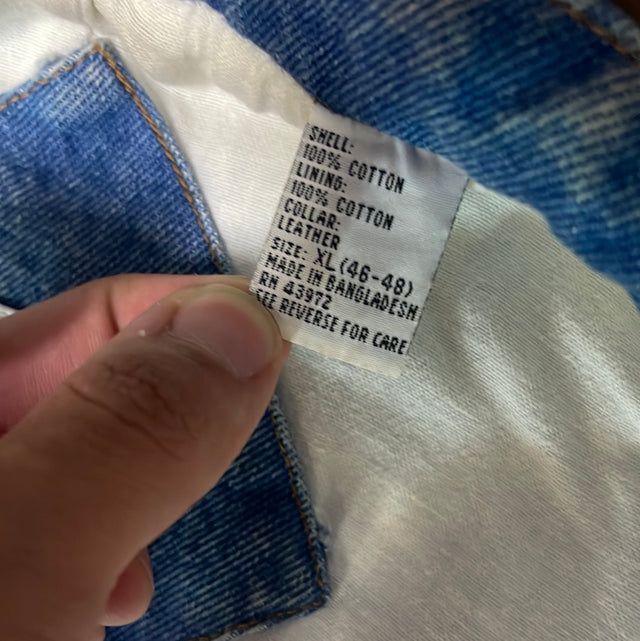 SHELL:
100% COTTON
LINING:
100% COTTON
COLLAR:
LEATHER
SIZE: XL(46-48)
MADE IN BANGLADESH
RN 43972
SEE REVERSE FOR CARE